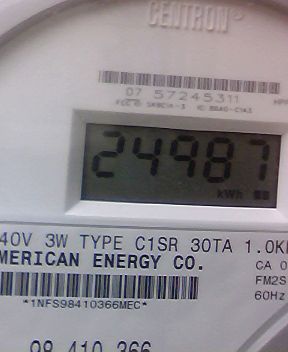 CENTRON®
07 57245311
24987
kWh
40V 3W TYPE C1SR 30TA 1.0K
MERICAN ENERGY CO.
CA 0
FM2S
60Hz
*1NFS98410366MEC*
98 410 366